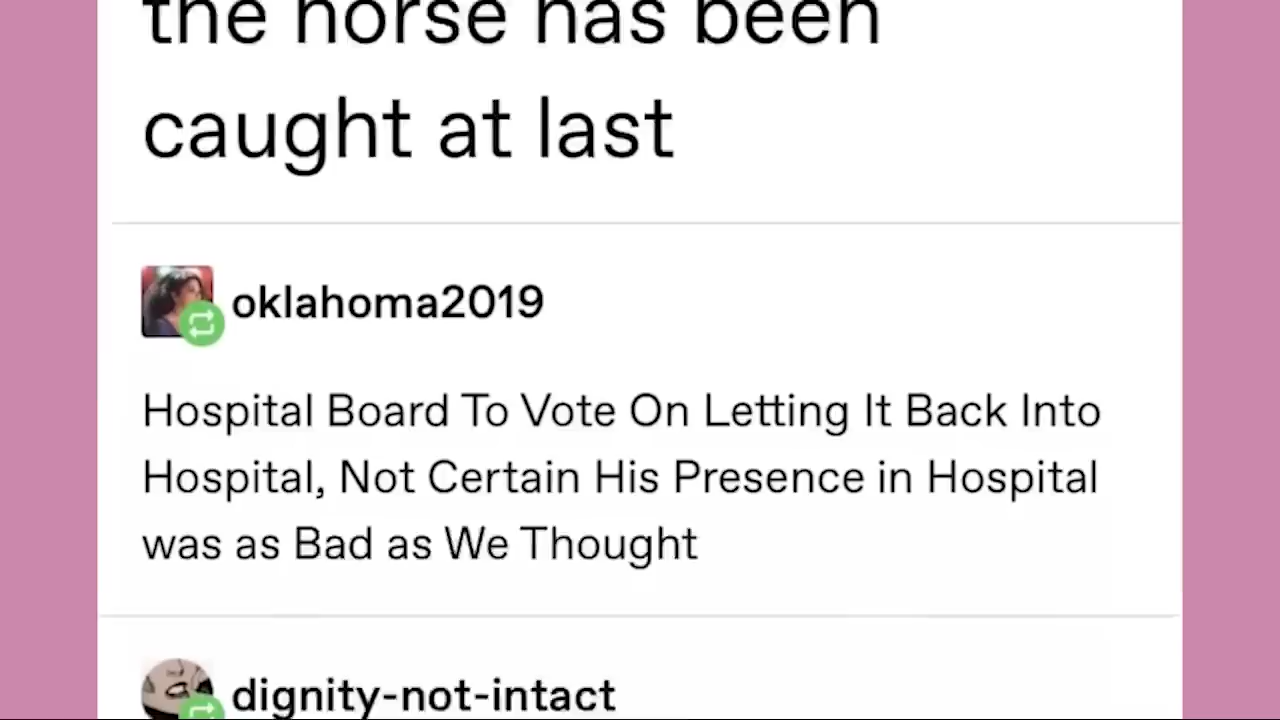 the horse has been
caught at last
oklahoma2019
Hospital Board To Vote On Letting It Back Into
Hospital, Not Certain His Presence in Hospital
was as Bad as We Thought
dignity-not-intact